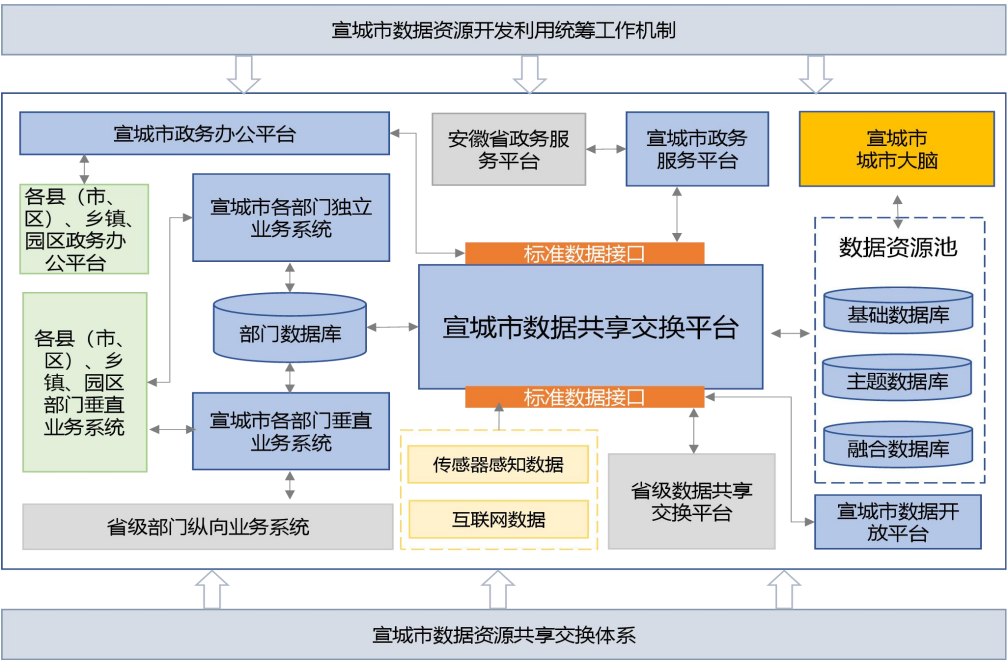 宣城市数据资源开发利用统筹工作机制
宣城市政务办公平台
安徽省政务服
务平台
宣城市政务
服务平台
宣城市
城市大脑
各县（市、
区）、乡镇、
园区政务办
公平台
宣城市各部门独立
业务系统
标准数据接口
数据资源池
部门数据库
宣城市数据共享交换平台
基础数据库
各县（市、
区）、乡
镇、园区
部门垂直
业务系统
主题数据库
标准数据接口
宣城市各部门垂直
业务系统
融合数据库
传感器感知数据
互联网数据
省级数据共享
交换平台
宣城市数据开
放平台
省级部门纵向业务系统
宣城市数据资源共享交换体系